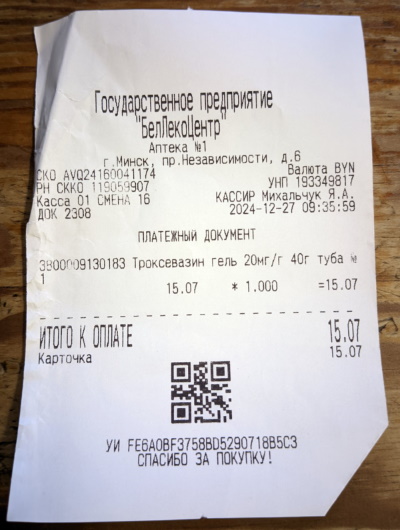 Государственное предприятие
"БелЛекоЦентр"
Аптека №1
г.Минск, пр.Независимости, д.6
СКО AVQ24160041174 Валюта BYN
РН СККО 119059907 УНП 193349817
Касса 01 СМЕНА 16 КАССИР Михальчук Я.А.
ДОК 2308 2024-12-27 09:35:59
ПЛАТЕЖНЫЙ ДОКУМЕНТ
3800009130183 Троксевазин гель 20мг/г 40г туба №
1
15.07 * 1.000 =15.07
ИТОГО К ОПЛАТЕ 15.07
Карточка 15.07
УИ FE6A0BF3758BD5290718B5C3
СПАСИБО ЗА ПОКУПКУ!